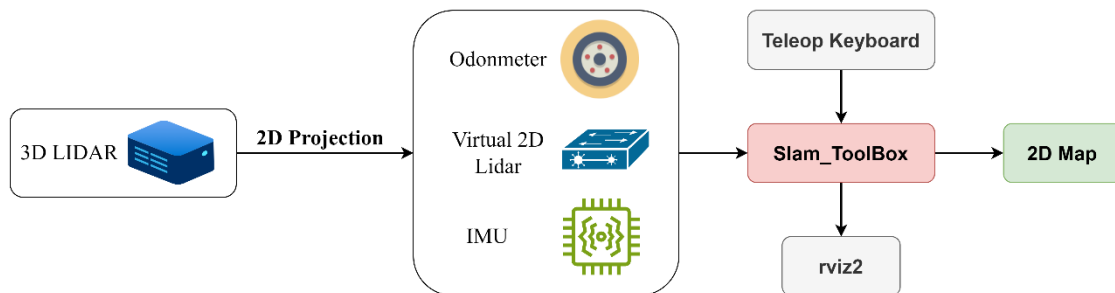 3D LIDAR
2D Projection
Odonmeter
Virtual 2D
Lidar
IMU
Teleop Keyboard
Slam_ToolBox
2D Map
rviz2